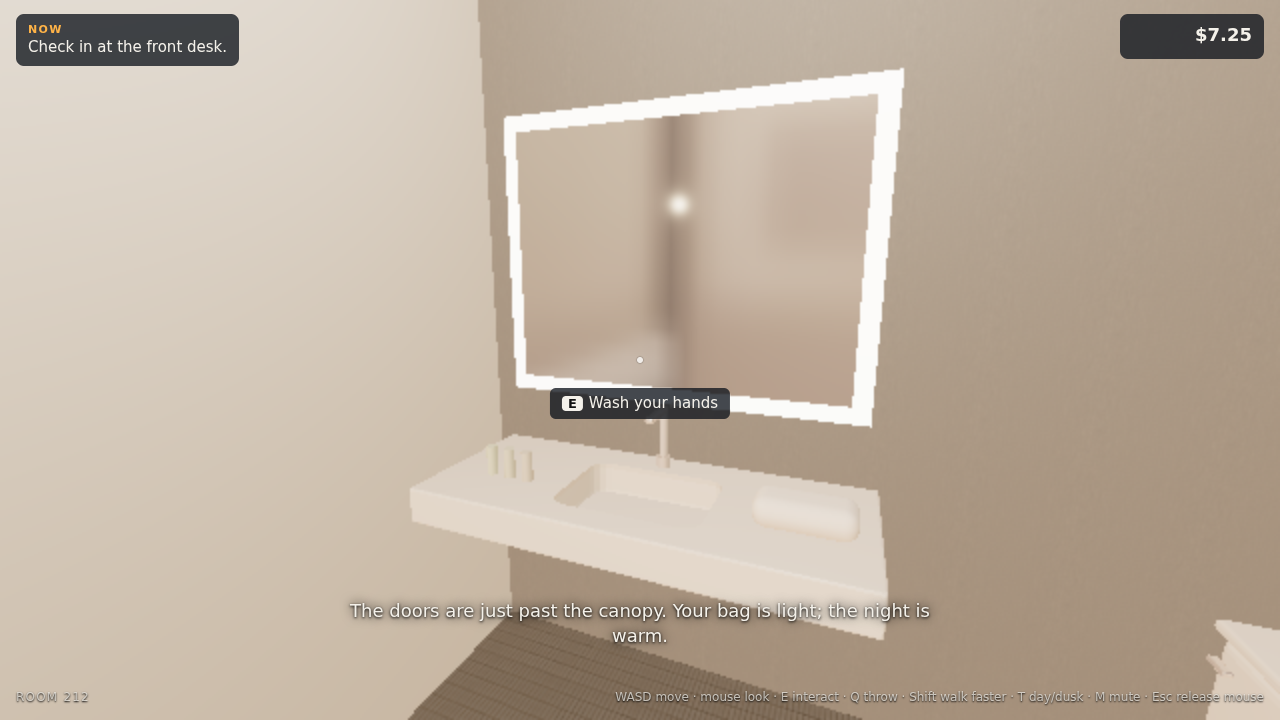 NOW
Check in at the front desk.
$7.25
E Wash your hands
The doors are just past the canopy. Your bag is light; the night is
warm.
ROOM 212
WASD move · mouse look · E interact · Q throw · Shift walk faster · T day/dusk · M mute · Esc release mouse